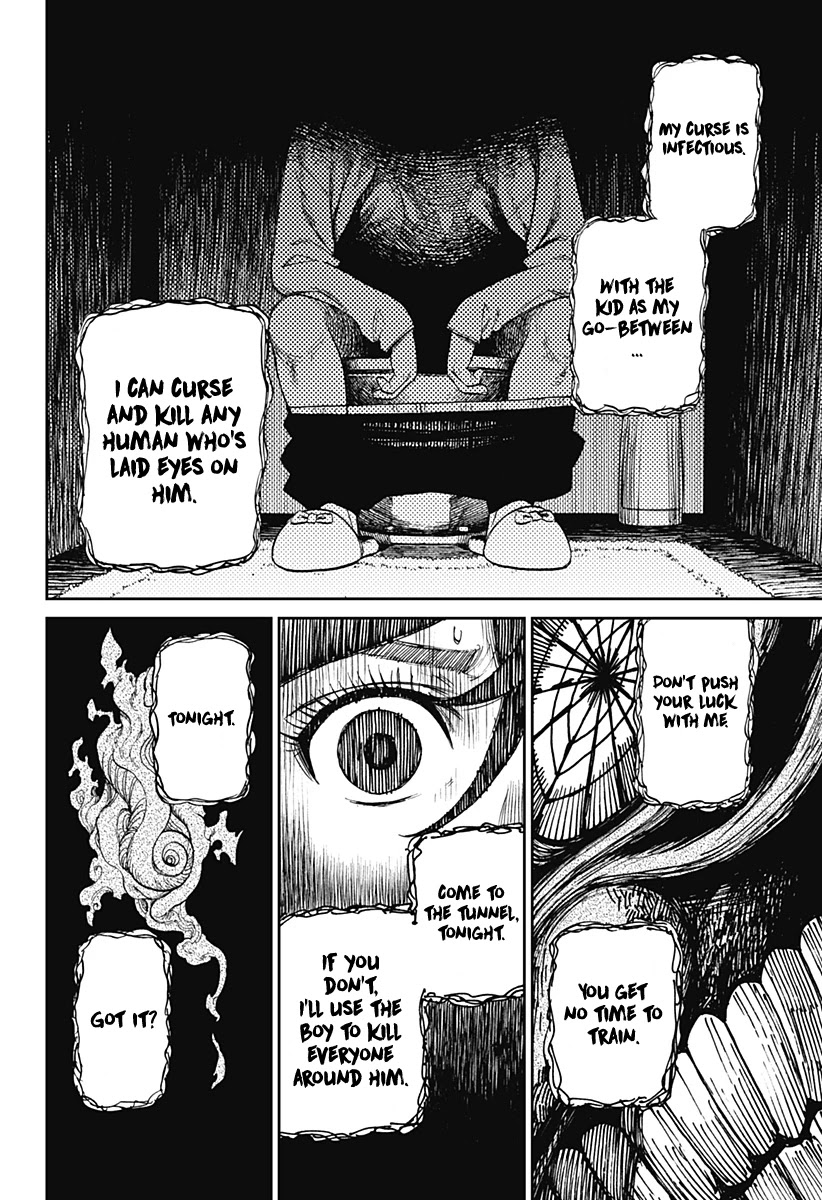 MY CURSE IS
INFECTIOUS.
WITH THE
KID AS MY
GO-BETWEEN
...
I CAN CURSE
AND KILL ANY
HUMAN WHO'S
LAID EYES ON
HIM.
DON'T PUSH
YOUR LUCK
WITH ME.
YOU GET
NO TIME TO
TRAIN.
COME TO
THE TUNNEL,
TONIGHT.
IF YOU
DON'T,
I'LL USE THE
BOY TO KILL
EVERYONE
AROUND HIM.
TONIGHT.
GOT IT?